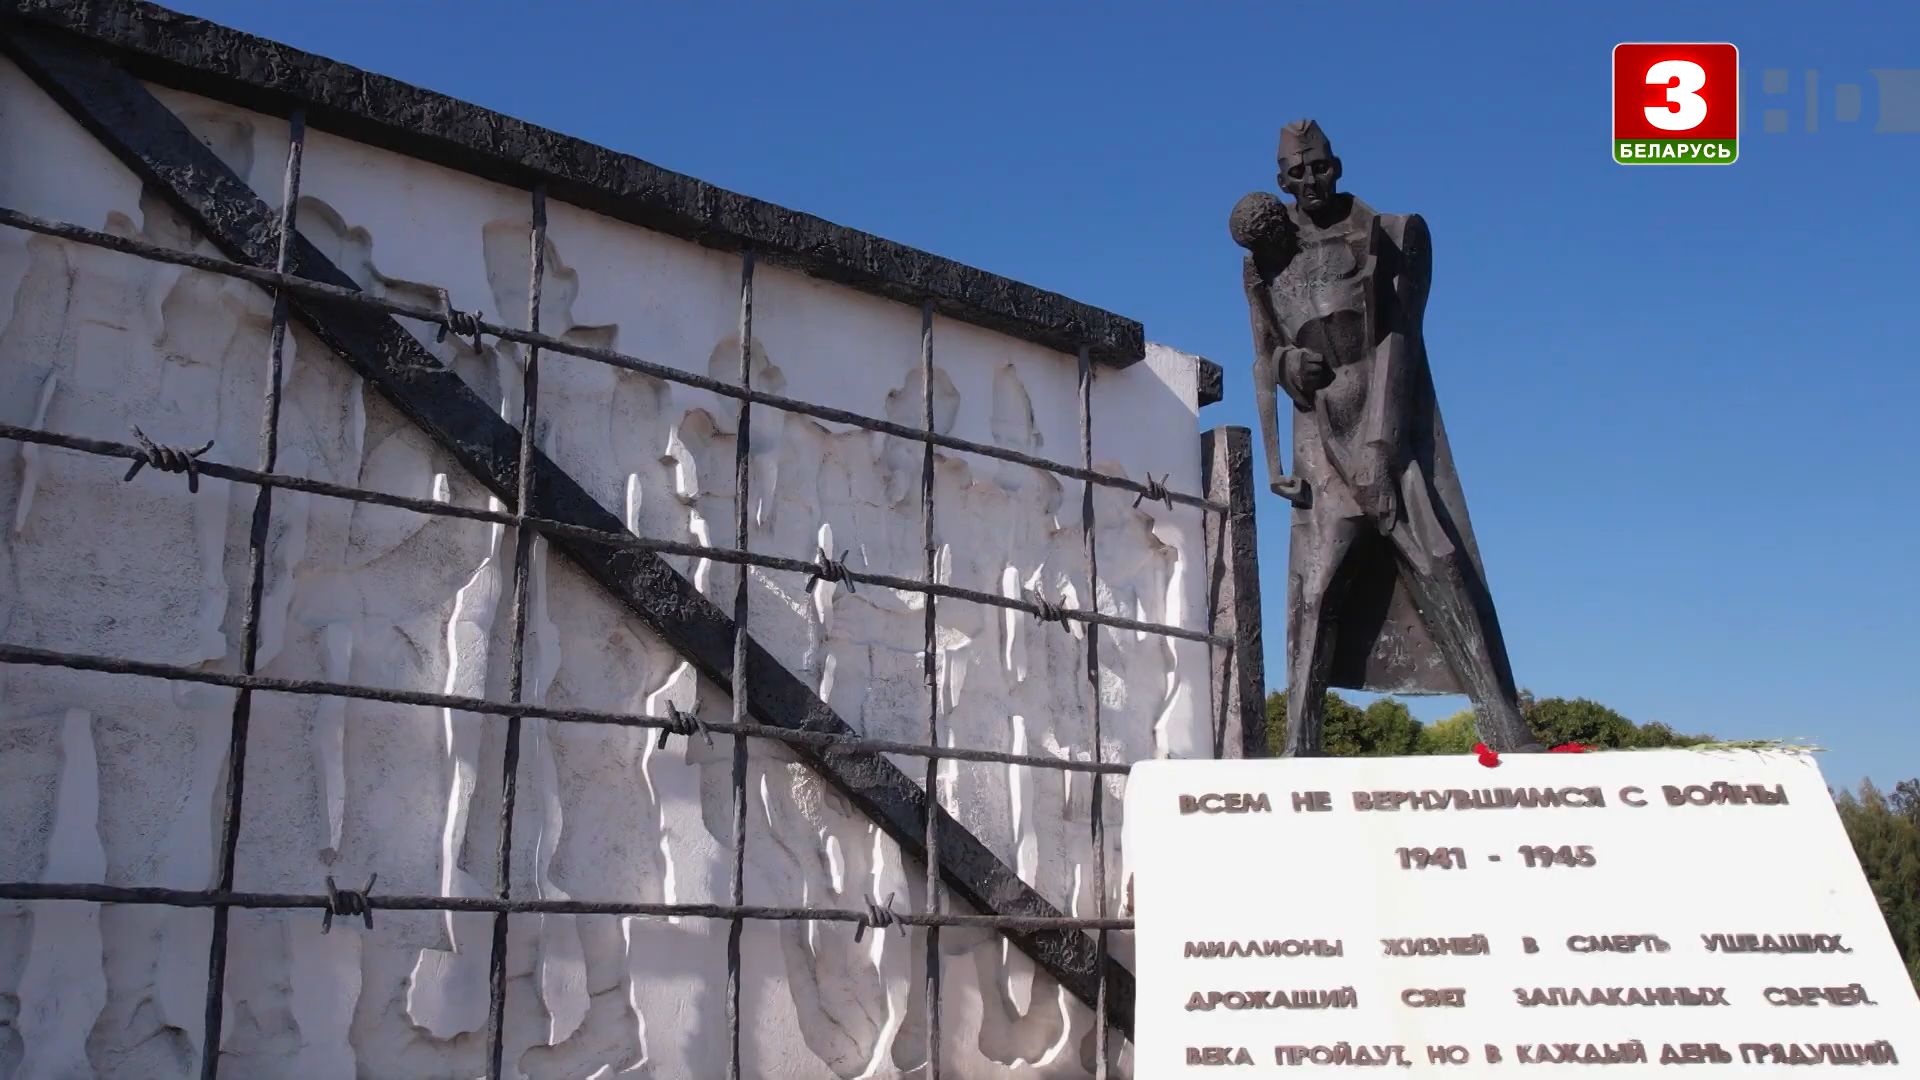 3
HD
БЕЛАРУСЬ
ВСЕМ НЕ ВЕРНУВШИМСЯ С ВОЙНЫ
1941 - 1945
МИЛЛИОНЫ ЖИЗНЕЙ В СМЕРТЬ УШЕДШИХ.
ДРОЖАЩИЙ СВЕТ ЗАПЛАКАННЫХ СВЕЧЕЙ.
ВЕКА ПРОЙДУТ, НО В КАЖДЫЙ ДЕНЬ ГРЯДУЩИЙ